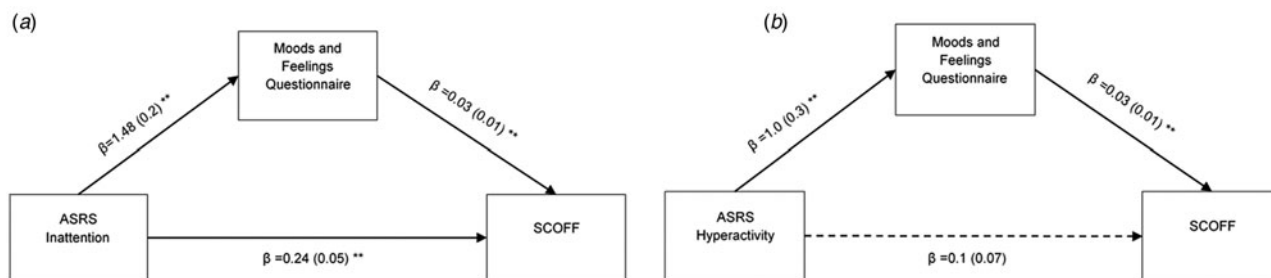 (a)
Moods and
Feelings
Questionnaire
β=1.48 (0.2) **
β =0.03 (0.01) **
ASRS
Inattention
SCOFF
β =0.24 (0.05) **
(b)
Moods and
Feelings
Questionnaire
β =1.0 (0.3) **
β =0.03 (0.01) **
ASRS
Hyperactivity
SCOFF
β =0.1 (0.07)